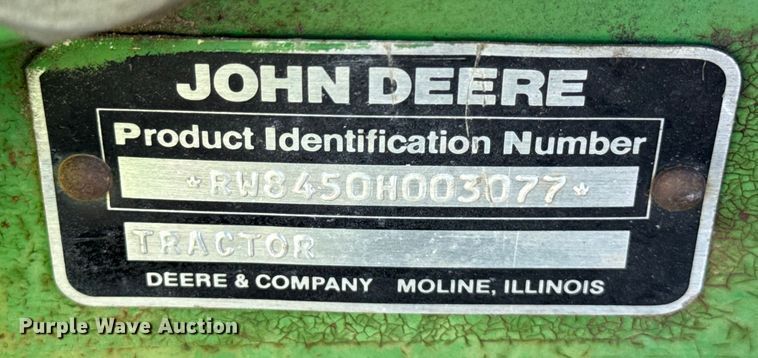 JOHN DEERE
Product Identification Number
*RW8450H003077*
TRACTOR
DEERE & COMPANY MOLINE, ILLINOIS
Purple Wave Auction